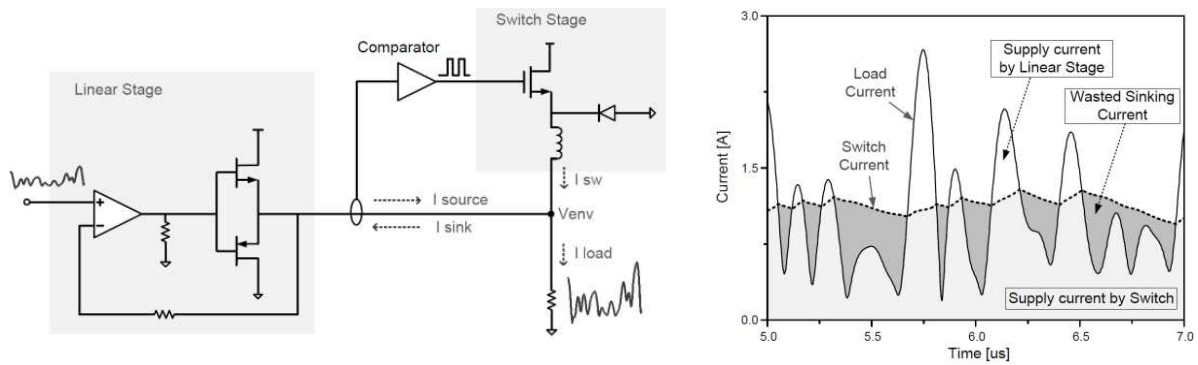 Switch Stage
Comparator
Linear Stage
+
−
I sw
I source
I sink
Venv
I load
3.0
1.5
0.0
Current [A]
5.0
5.5
6.0
6.5
7.0
Time [us]
Supply current
by Linear Stage
Load
Current
Wasted Sinking
Current
Switch
Current
Supply current by Switch